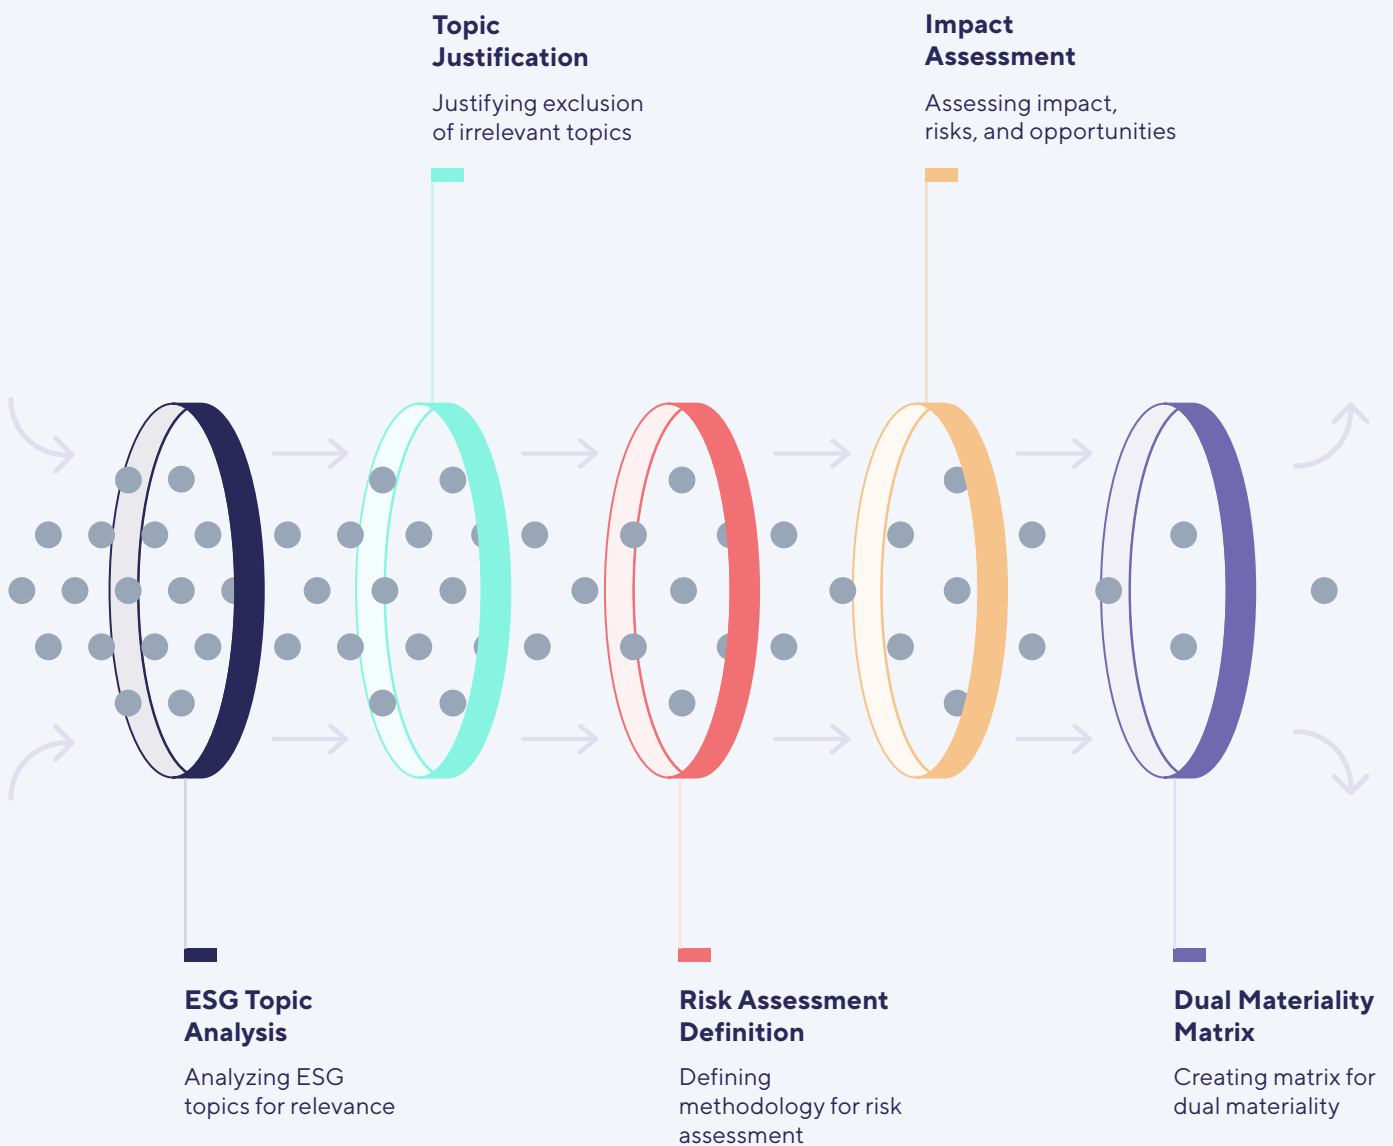 Topic
Justification
Justifying exclusion
of irrelevant topics
Impact
Assessment
Assessing impact,
risks, and opportunities
ESG Topic
Analysis
Analyzing ESG
topics for relevance
Risk Assessment
Definition
Defining
methodology for risk
assessment
Dual Materiality
Matrix
Creating matrix for
dual materiality